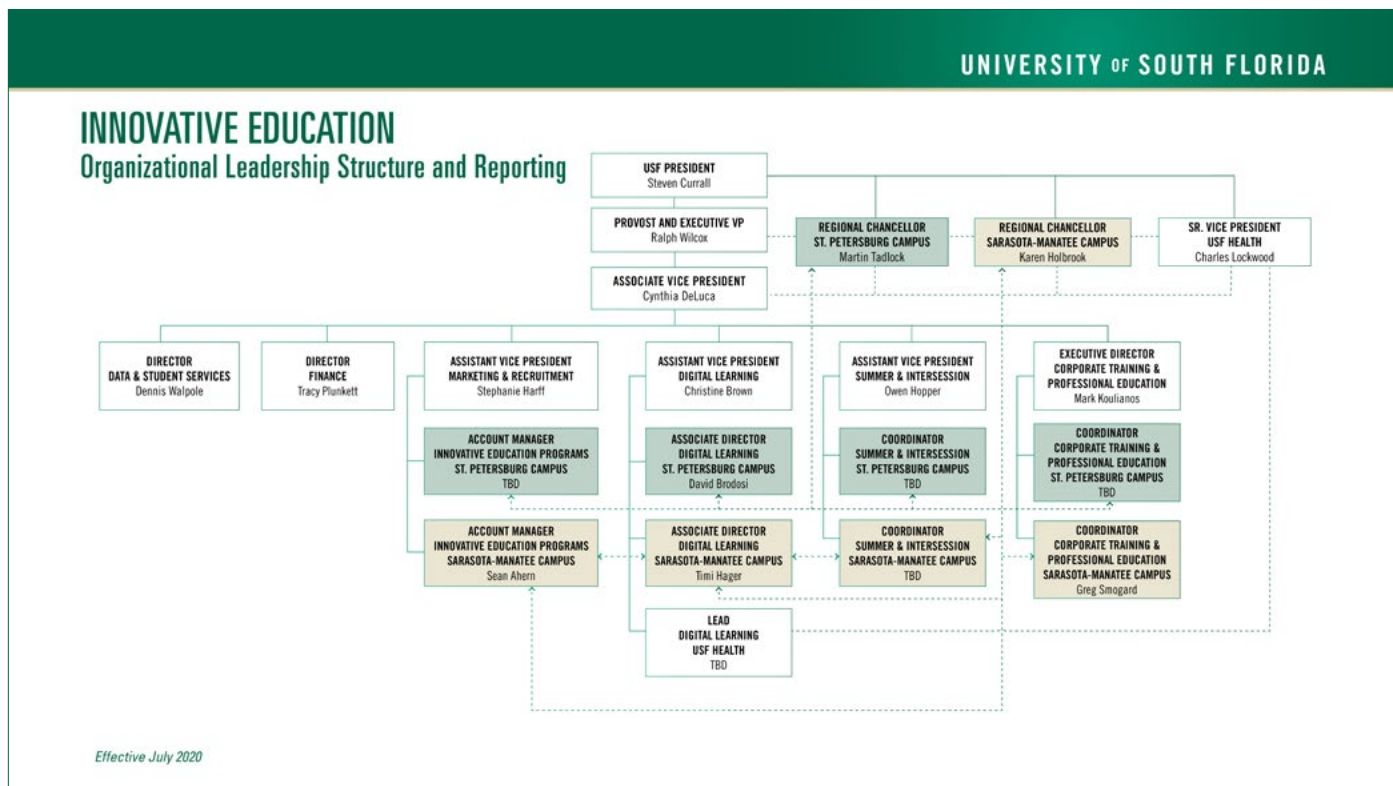 UNIVERSITY OF SOUTH FLORIDA
INNOVATIVE EDUCATION
Organizational Leadership Structure and Reporting
USF PRESIDENT
Steven Currall
PROVOST AND EXECUTIVE VP
Ralph Wilcox
REGIONAL CHANCELLOR
ST. PETERSBURG CAMPUS
Martin Tadlock
REGIONAL CHANCELLOR
SARASOTA-MANATEE CAMPUS
Karen Holbrook
SR. VICE PRESIDENT
USF HEALTH
Charles Lockwood
ASSOCIATE VICE PRESIDENT
Cynthia DeLuca
DIRECTOR
DATA & STUDENT SERVICES
Dennis Walpole
DIRECTOR
FINANCE
Tracy Plunkett
ASSISTANT VICE PRESIDENT
MARKETING & RECRUITMENT
Stephanie Harff
ASSISTANT VICE PRESIDENT
DIGITAL LEARNING
Christine Brown
ASSISTANT VICE PRESIDENT
SUMMER & INTERSESSION
Owen Hopper
EXECUTIVE DIRECTOR
CORPORATE TRAINING &
PROFESSIONAL EDUCATION
Mark Koulianos
ACCOUNT MANAGER
INNOVATIVE EDUCATION PROGRAMS
ST. PETERSBURG CAMPUS
TBD
ASSOCIATE DIRECTOR
DIGITAL LEARNING
ST. PETERSBURG CAMPUS
David Brodosi
COORDINATOR
SUMMER & INTERSESSION
ST. PETERSBURG CAMPUS
TBD
COORDINATOR
CORPORATE TRAINING &
PROFESSIONAL EDUCATION
ST. PETERSBURG CAMPUS
TBD
ACCOUNT MANAGER
INNOVATIVE EDUCATION PROGRAMS
SARASOTA-MANATEE CAMPUS
Sean Ahern
ASSOCIATE DIRECTOR
DIGITAL LEARNING
SARASOTA-MANATEE CAMPUS
Timi Hager
COORDINATOR
SUMMER & INTERSESSION
SARASOTA-MANATEE CAMPUS
TBD
COORDINATOR
CORPORATE TRAINING &
PROFESSIONAL EDUCATION
SARASOTA-MANATEE CAMPUS
Greg Smogard
LEAD
DIGITAL LEARNING
USF HEALTH
TBD
Effective July 2020